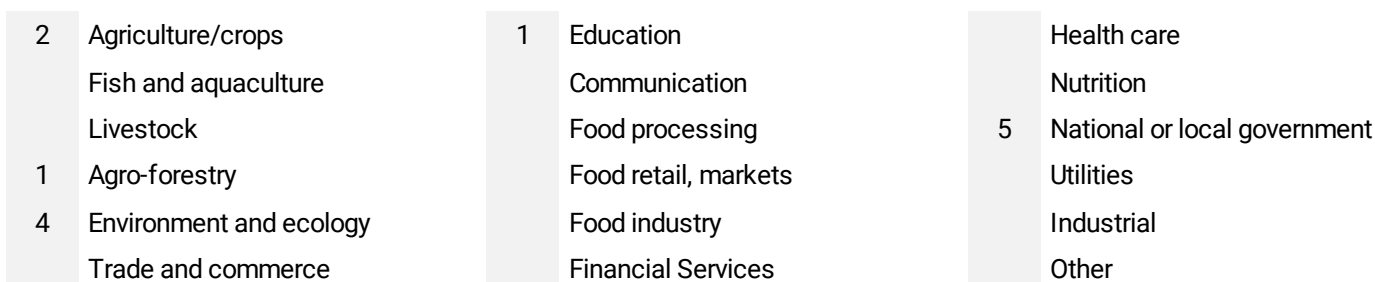 2 Agriculture/crops 1 Education Health care
Fish and aquaculture Communication Nutrition
Livestock Food processing 5 National or local government
1 Agro-forestry Food retail, markets Utilities
4 Environment and ecology Food industry Industrial
Trade and commerce Financial Services Other